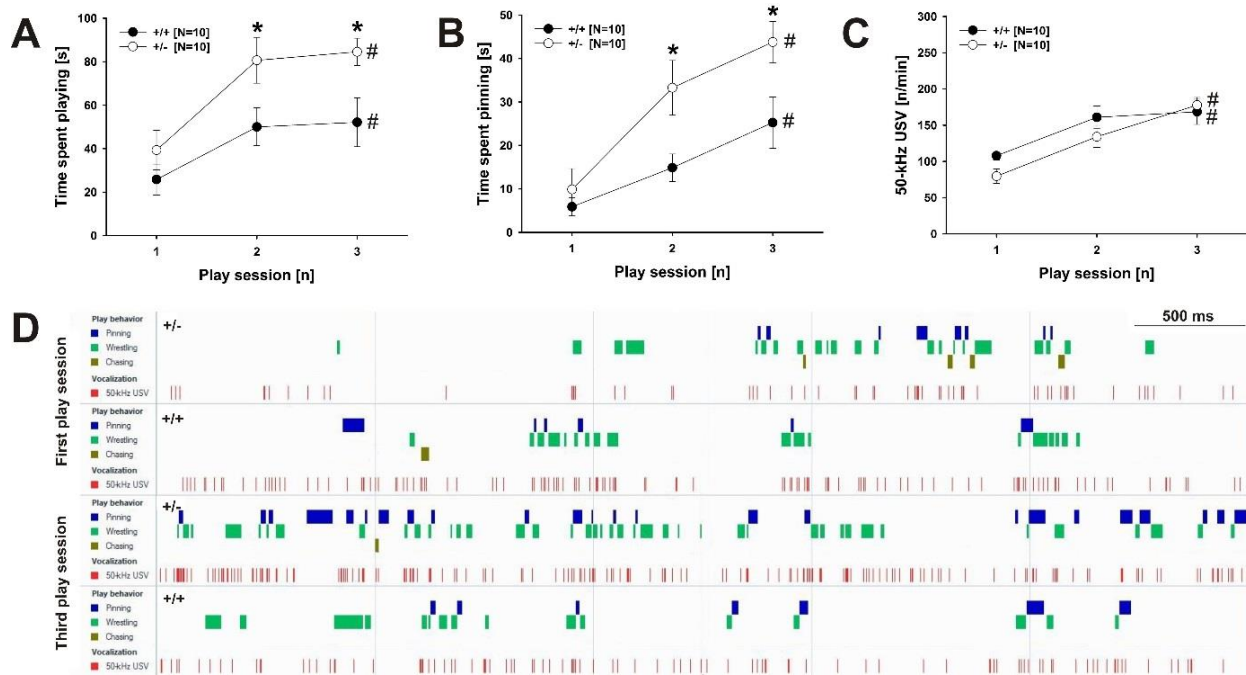 A
+/+ [N=10]
+/- [N=10]
Time spent playing [s]
100
80
60
40
20
0
* *
#
#
1 2 3
Play session [n]
B
+/+ [N=10]
+/- [N=10]
Time spent pinning [s]
50
40
30
20
10
0
*
*
#
#
1 2 3
Play session [n]
C
+/+ [N=10]
+/- [N=10]
50-kHz USV [n/min]
300
250
200
150
100
50
0
#
#
1 2 3
Play session [n]
D
500 ms
First play session
Play behavior
+/-
Pinning
Wrestling
Chasing
Vocalization
50-kHz USV
Play behavior
+/+
Pinning
Wrestling
Chasing
Vocalization
50-kHz USV
Third play session
Play behavior
+/-
Pinning
Wrestling
Chasing
Vocalization
50-kHz USV
Play behavior
+/+
Pinning
Wrestling
Chasing
Vocalization
50-kHz USV